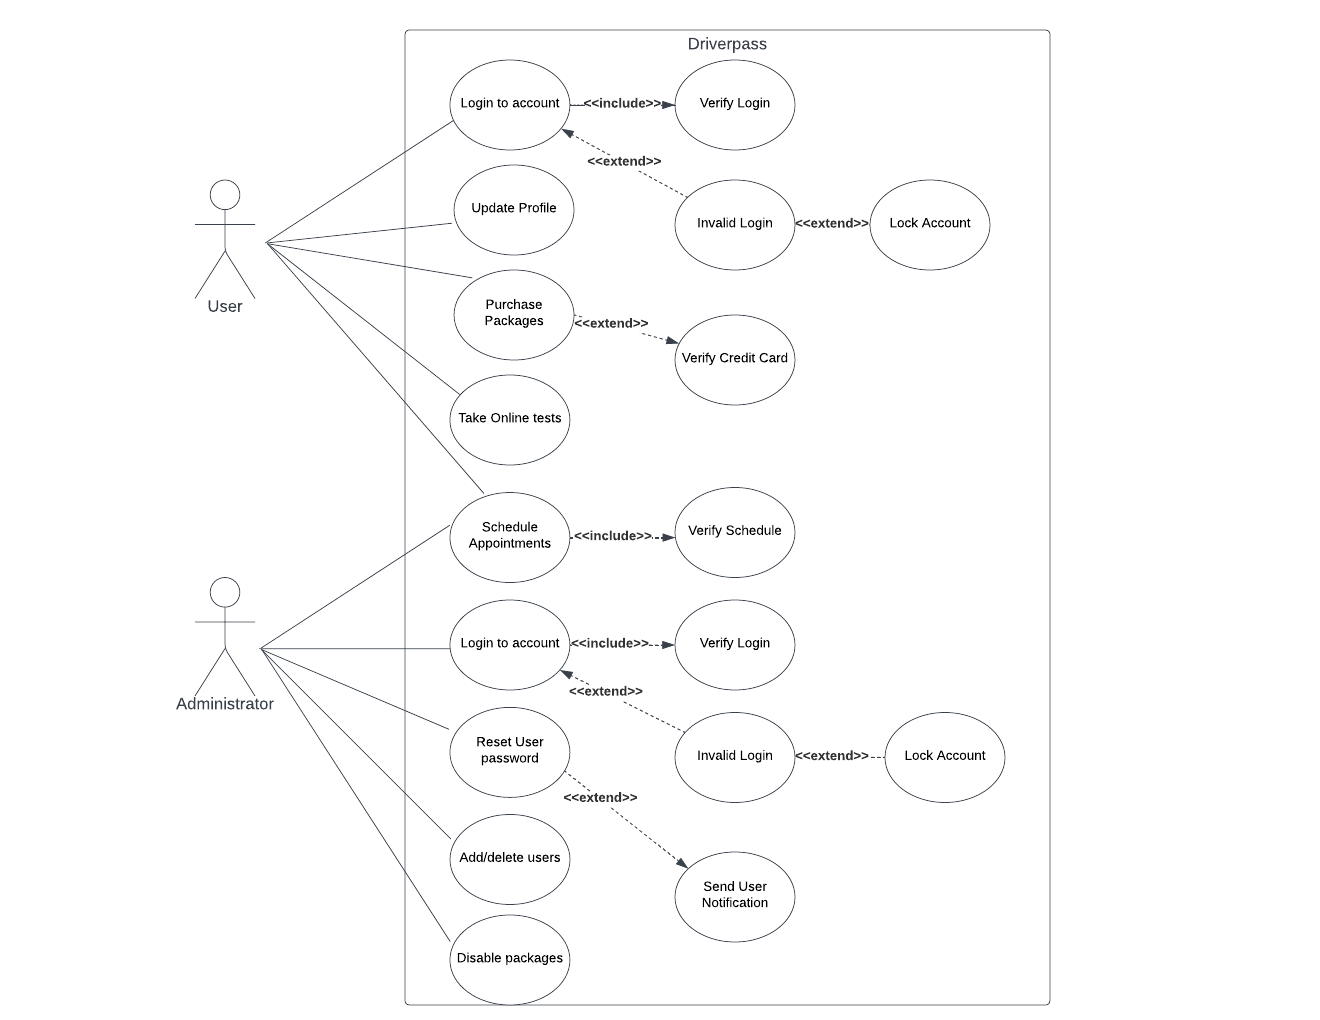 Driverpass
Login to account
<<include>>
Verify Login
<<extend>>
Update Profile
Invalid Login
<<extend>>
Lock Account
User
Purchase
Packages
<<extend>>
Verify Credit Card
Take Online tests
Schedule
Appointments
<<include>>
Verify Schedule
Administrator
Login to account
<<include>>
Verify Login
<<extend>>
Reset User
password
Invalid Login
<<extend>>
Lock Account
<<extend>>
Add/delete users
Send User
Notification
Disable packages